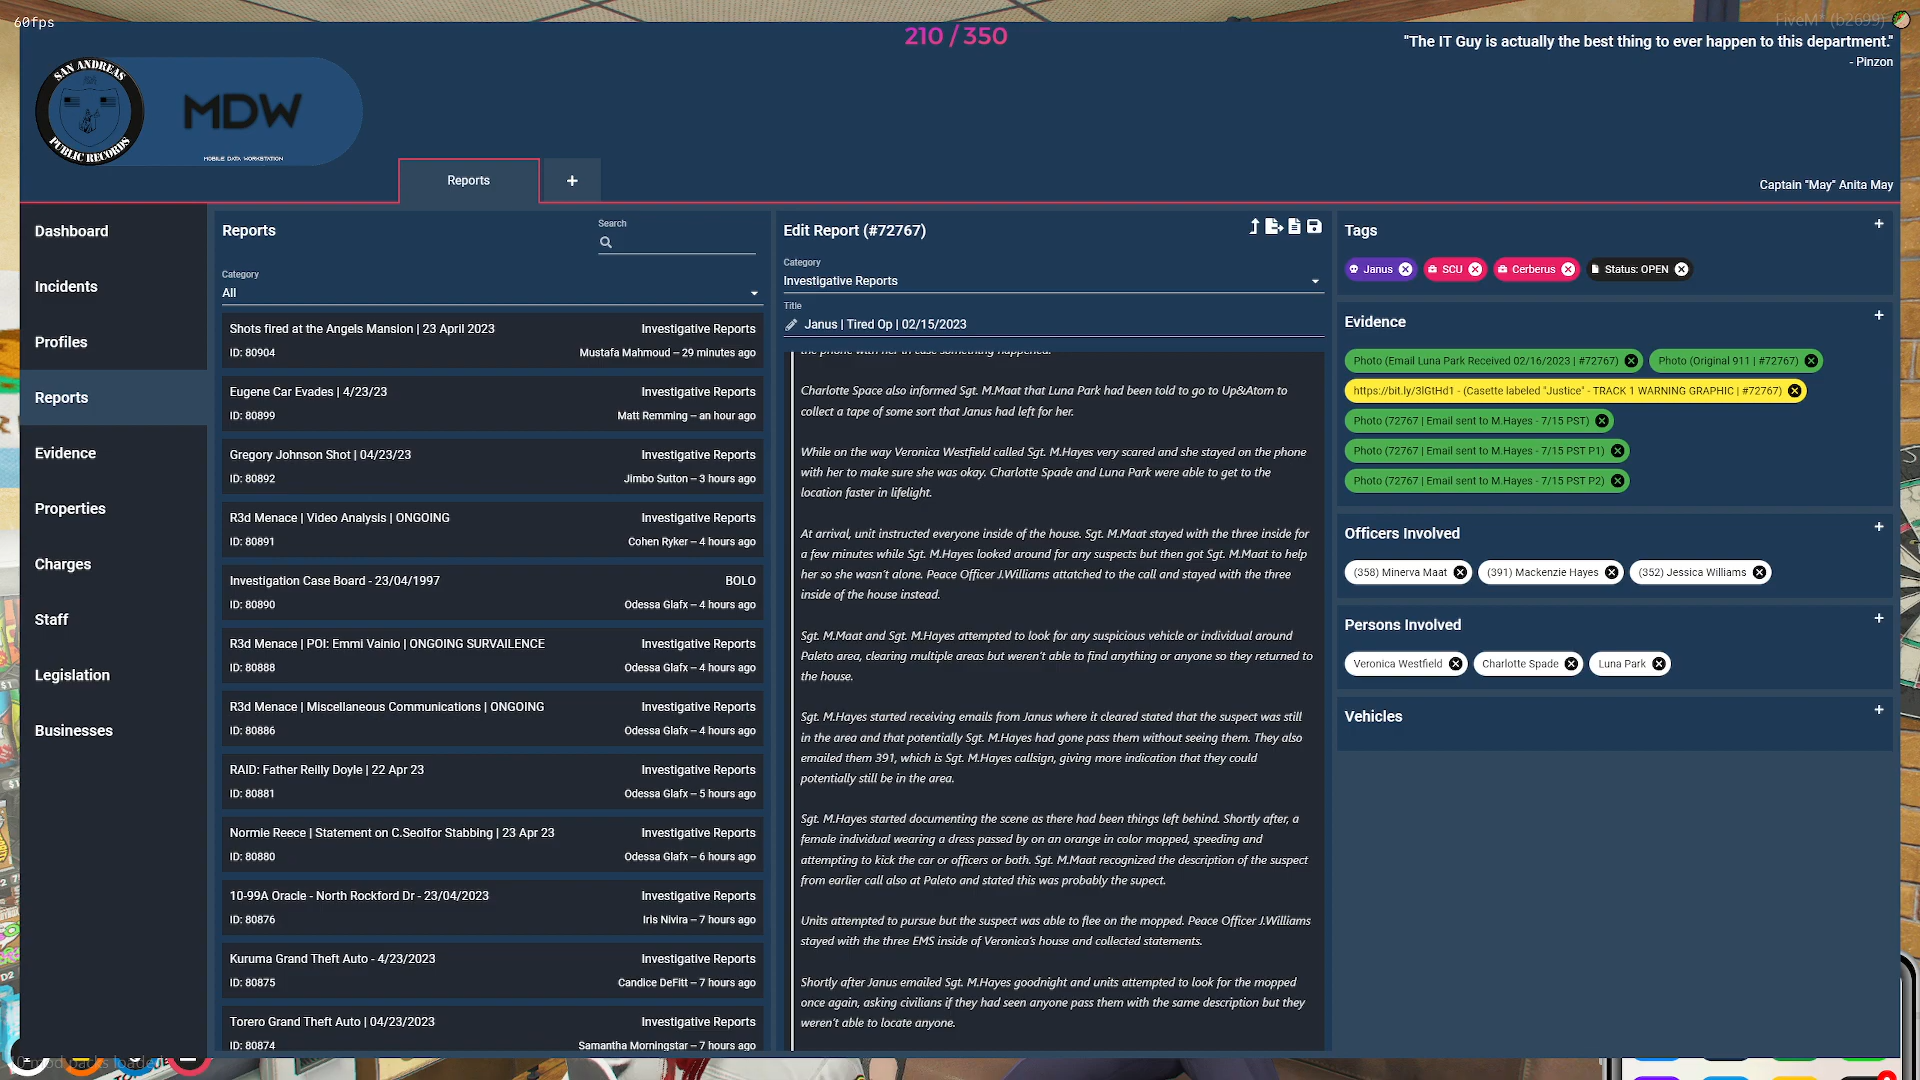 60fps
210 / 350
FiveM® (b2699)
"The IT Guy is actually the best thing to ever happen to this department."
- Pinzon
SAN ANDREAS
PUBLIC RECORDS
MDW
MOBILE DATA WORKSTATION
Reports
+
Captain "May" Anita May
Dashboard
Incidents
Profiles
Reports
Evidence
Properties
Charges
Staff
Legislation
Businesses
Reports
Search
Category
All
Shots fired at the Angels Mansion | 23 April 2023 Investigative Reports
ID: 80904 Mustafa Mahmoud – 29 minutes ago
Eugene Car Evades | 4/23/23 Investigative Reports
ID: 80899 Matt Remming – an hour ago
Gregory Johnson Shot | 04/23/23 Investigative Reports
ID: 80892 Jimbo Sutton – 3 hours ago
R3d Menace | Video Analysis | ONGOING Investigative Reports
ID: 80891 Cohen Ryker – 4 hours ago
Investigation Case Board - 23/04/1997 BOLO
ID: 80890 Odessa Glafx – 4 hours ago
R3d Menace | POI: Emmi Vainio | ONGOING SURVAILENCE Investigative Reports
ID: 80888 Odessa Glafx – 4 hours ago
R3d Menace | Miscellaneous Communications | ONGOING Investigative Reports
ID: 80886 Odessa Glafx – 4 hours ago
RAID: Father Reilly Doyle | 22 Apr 23 Investigative Reports
ID: 80881 Odessa Glafx – 5 hours ago
Normie Reece | Statement on C.Seolfor Stabbing | 23 Apr 23 Investigative Reports
ID: 80880 Odessa Glafx – 6 hours ago
10-99A Oracle - North Rockford Dr - 23/04/2023 Investigative Reports
ID: 80876 Iris Nivira – 7 hours ago
Kuruma Grand Theft Auto - 4/23/2023 Investigative Reports
ID: 80875 Candice DeFitt – 7 hours ago
Torero Grand Theft Auto | 04/23/2023 Investigative Reports
ID: 80874 Samantha Morningstar – 7 hours ago
Edit Report (#72767)
Category
Investigative Reports
Title
Janus | Tired Op | 02/15/2023
the phone with her in case something happened.
Charlotte Space also informed Sgt. M.Maat that Luna Park had been told to go to Up&Atom to
collect a tape of some sort that Janus had left for her.
While on the way Veronica Westfield called Sgt. M.Hayes very scared and she stayed on the phone
with her to make sure she was okay. Charlotte Spade and Luna Park were able to get to the
location faster in lifelight.
At arrival, unit instructed everyone inside of the house. Sgt. M.Maat stayed with the three inside for
a few minutes while Sgt. M.Hayes looked around for any suspects but then got Sgt. M.Maat to help
her so she wasn't alone. Peace Officer J.Williams attatched to the call and stayed with the three
inside of the house instead.
Sgt. M.Maat and Sgt. M.Hayes attempted to look for any suspicious vehicle or individual around
Paleto area, clearing multiple areas but weren't able to find anything or anyone so they returned to
the house.
Sgt. M.Hayes started receiving emails from Janus where it cleared stated that the suspect was still
in the area and that potentially Sgt. M.Hayes had gone pass them without seeing them. They also
emailed them 391, which is Sgt. M.Hayes callsign, giving more indication that they could
potentially still be in the area.
Sgt. M.Hayes started documenting the scene as there had been things left behind. Shortly after, a
female individual wearing a dress passed by on an orange in color mopped, speeding and
attempting to kick the car or officers or both. Sgt. M.Maat recognized the description of the suspect
from earlier call also at Paleto and stated this was probably the supect.
Units attempted to pursue but the suspect was able to flee on the mopped. Peace Officer J.Williams
stayed with the three EMS inside of Veronica's house and collected statements.
Shortly after Janus emailed Sgt. M.Hayes goodnight and units attempted to look for the mopped
once again, asking civilians if they had seen anyone pass them with the same description but they
weren't able to locate anyone.
Tags
+
Janus SCU Cerberus Status: OPEN
Evidence
+
Photo (Email Luna Park Received 02/16/2023 | #72767) Photo (Original 911 | #72767)
https://bit.ly/3lGtHd1 - (Casette labeled "Justice" - TRACK 1 WARNING GRAPHIC | #72767)
Photo (72767 | Email sent to M.Hayes - 7/15 PST)
Photo (72767 | Email sent to M.Hayes - 7/15 PST P1)
Photo (72767 | Email sent to M.Hayes - 7/15 PST P2)
Officers Involved
+
(358) Minerva Maat (391) Mackenzie Hayes (352) Jessica Williams
Persons Involved
+
Veronica Westfield Charlotte Spade Luna Park
Vehicles
+
mod packs loaded